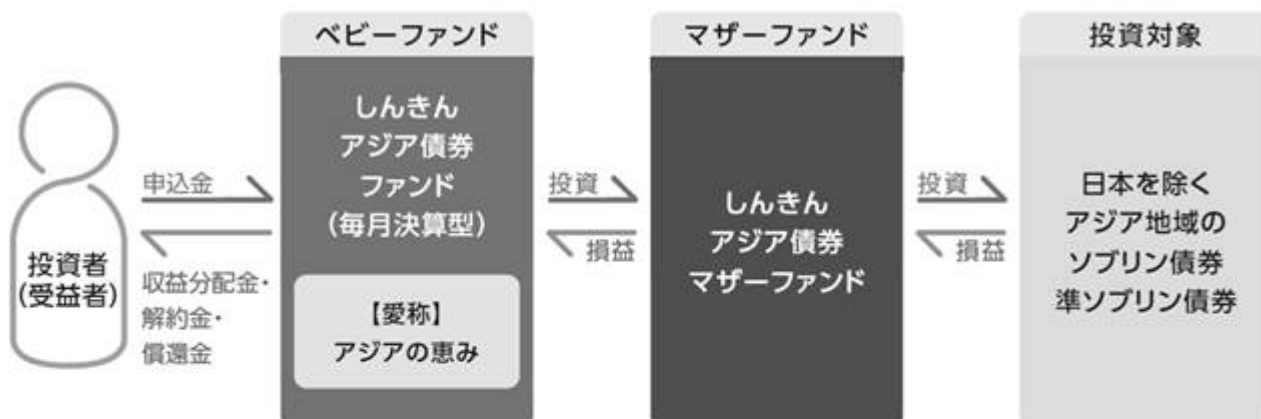 投資者
(受益者)
申込金
収益分配金・
解約金・
償還金
ベビーファンド
しんきん
アジア債券
ファンド
(毎月決算型)
【愛称】
アジアの恵み
投資
損益
マザーファンド
しんきん
アジア債券
マザーファンド
投資
損益
投資対象
日本を除く
アジア地域の
ソブリン債券
準ソブリン債券